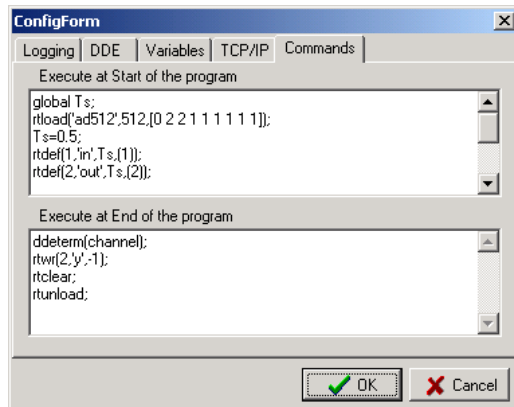 ConfigForm
Logging DDE Variables TCP/IP Commands
Execute at Start of the program
global Ts;
rtload('ad512',512,[0 2 2 1 1 1 1 1 1]);
Ts=0.5;
rtdef(1,'in',Ts,(1));
rtdef(2,'out',Ts,(2));
Execute at End of the program
ddeterm(channel);
rtwr(2,'y',-1);
rtclear;
rtunload;
OK Cancel